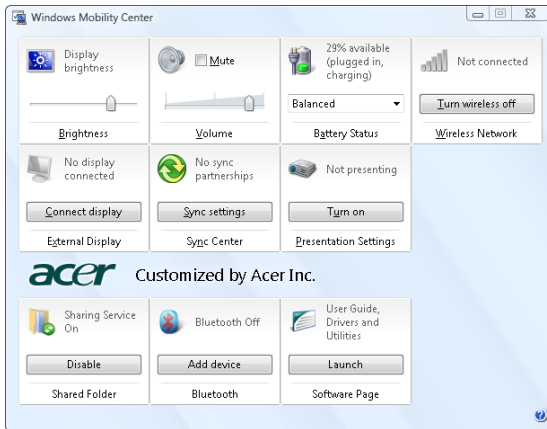 Windows Mobility Center
Display
brightness
Brightness
Mute
Volume
29% available
(plugged in,
charging)
Balanced
Battery Status
Not connected
Turn wireless off
Wireless Network
No display
connected
Connect display
External Display
No sync
partnerships
Sync settings
Sync Center
Not presenting
Turn on
Presentation Settings
acer Customized by Acer Inc.
Sharing Service
On
Disable
Shared Folder
Bluetooth Off
Add device
Bluetooth
User Guide,
Drivers and
Utilities
Launch
Software Page